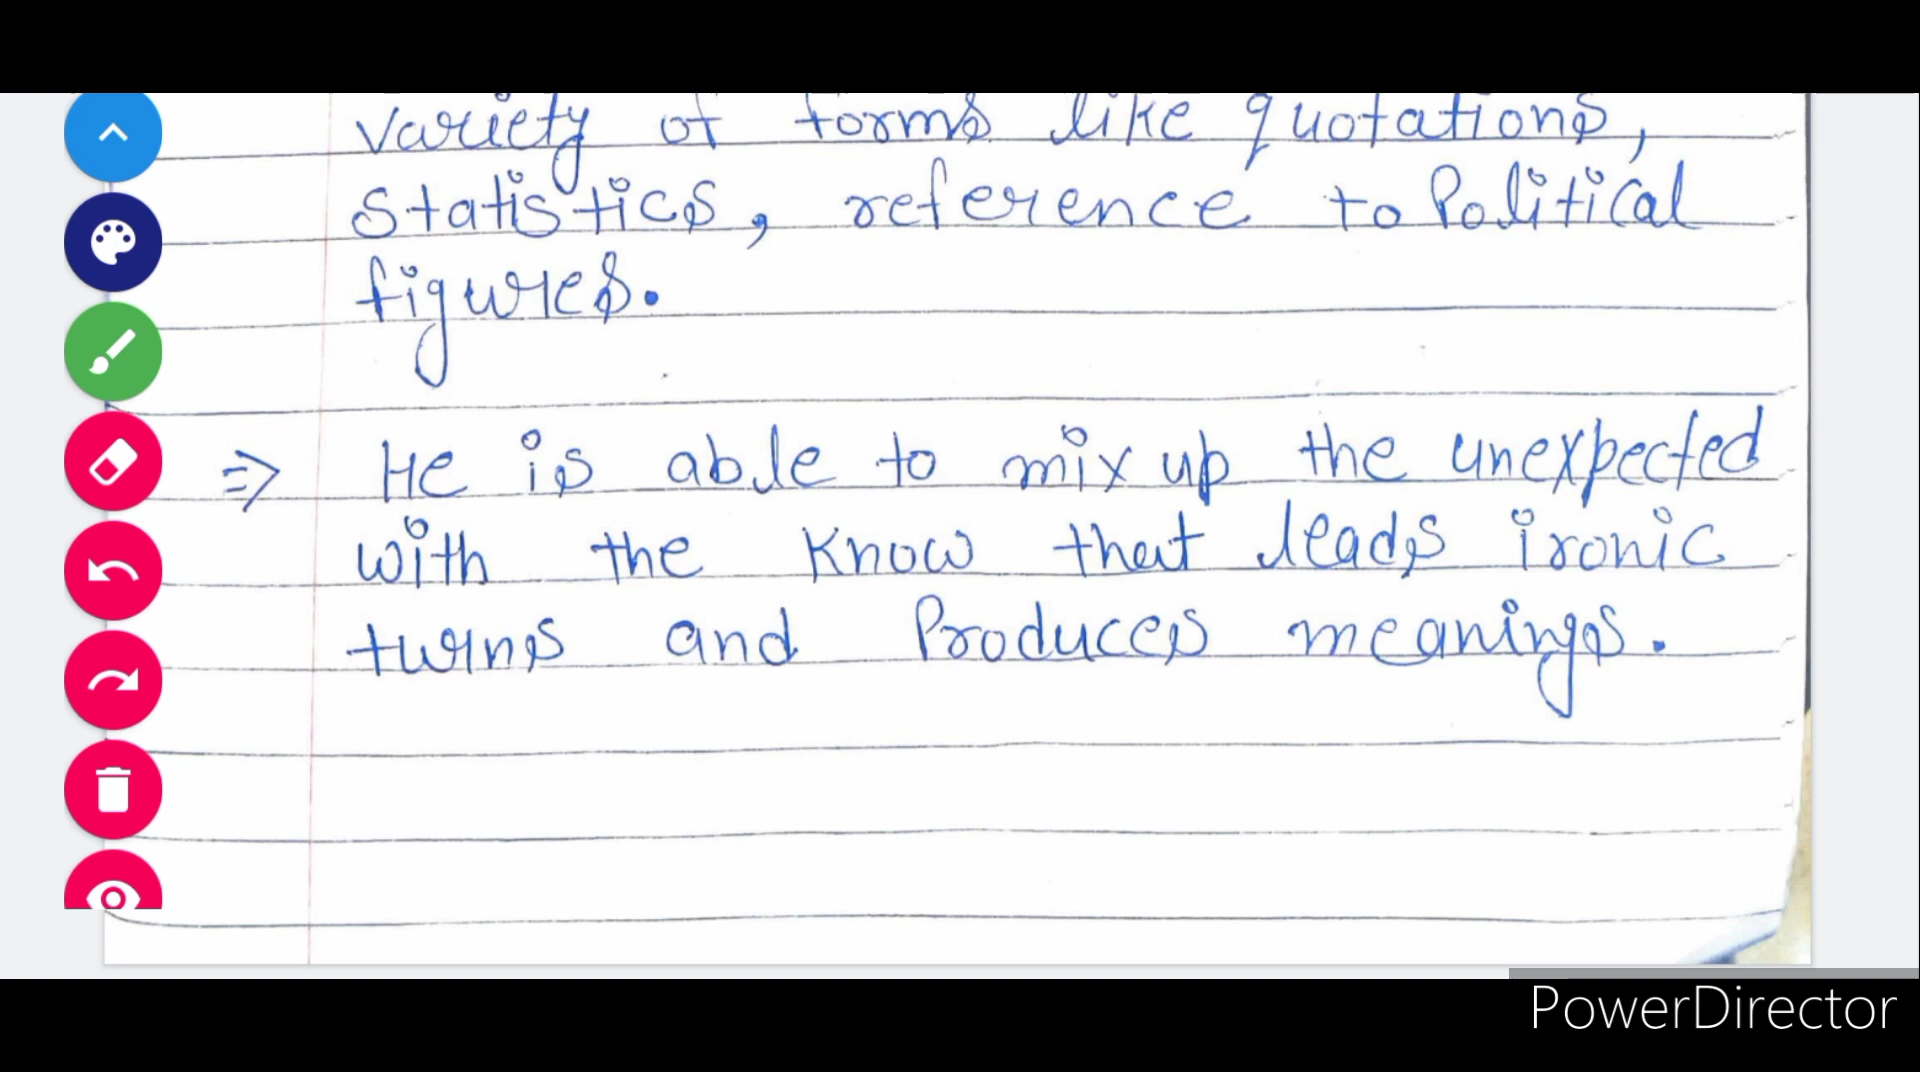 variety of forms like quotations,
statistics, reference to Political
figures.
⇒ He is able to mix up the unexpected
with the know that leads ironic
turns and Produces meanings.
PowerDirector